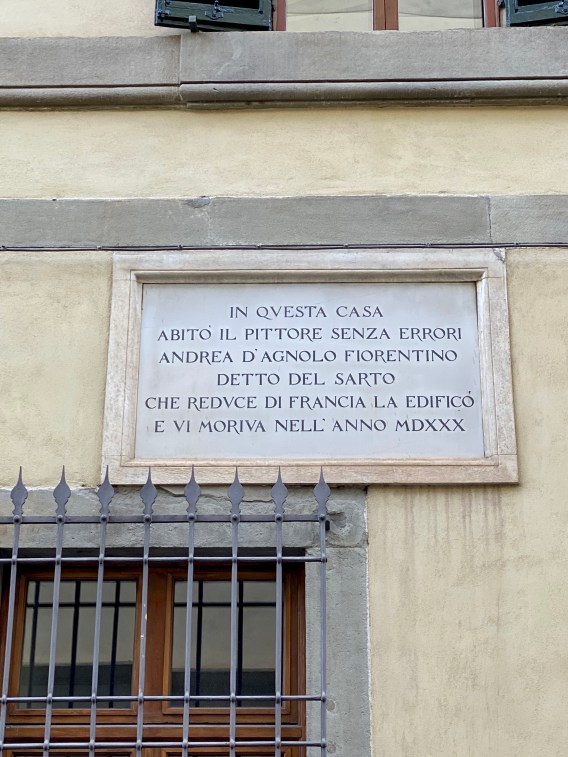 IN QVESTA CASA
ABITÒ IL PITTORE SENZA ERRORI
ANDREA D'AGNOLO FIORENTINO
DETTO DEL SARTO
CHE REDVCE DI FRANCIA LA EDIFICÒ
E VI MORIVA NELL'ANNO MDXXX